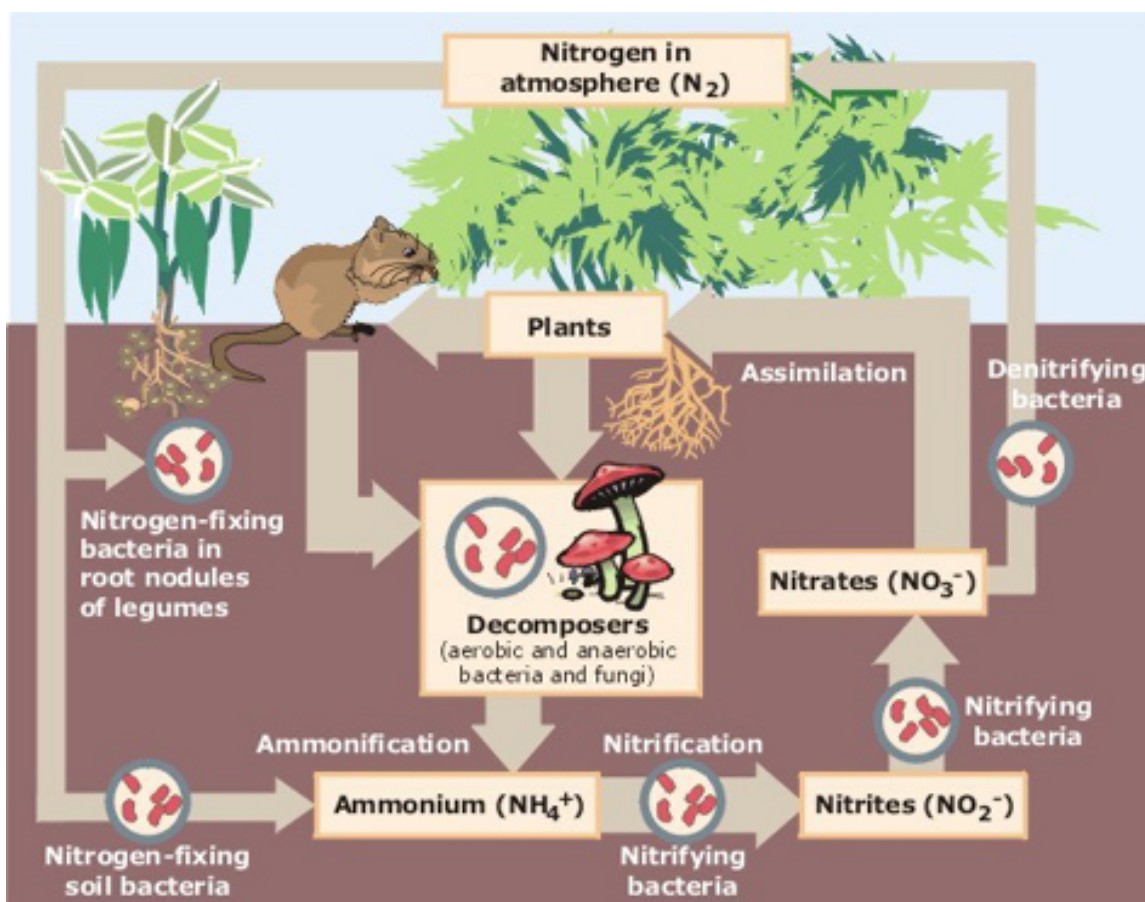 Nitrogen in
atmosphere (N₂)
Plants
Assimilation
Denitrifying
bacteria
Nitrogen-fixing
bacteria in
root nodules
of legumes
Decomposers
(aerobic and anaerobic
bacteria and fungi)
Nitrates (NO₃⁻)
Ammonification
Nitrification
Nitrifying
bacteria
Ammonium (NH₄⁺)
Nitrites (NO₂⁻)
Nitrogen-fixing
soil bacteria
Nitrifying
bacteria